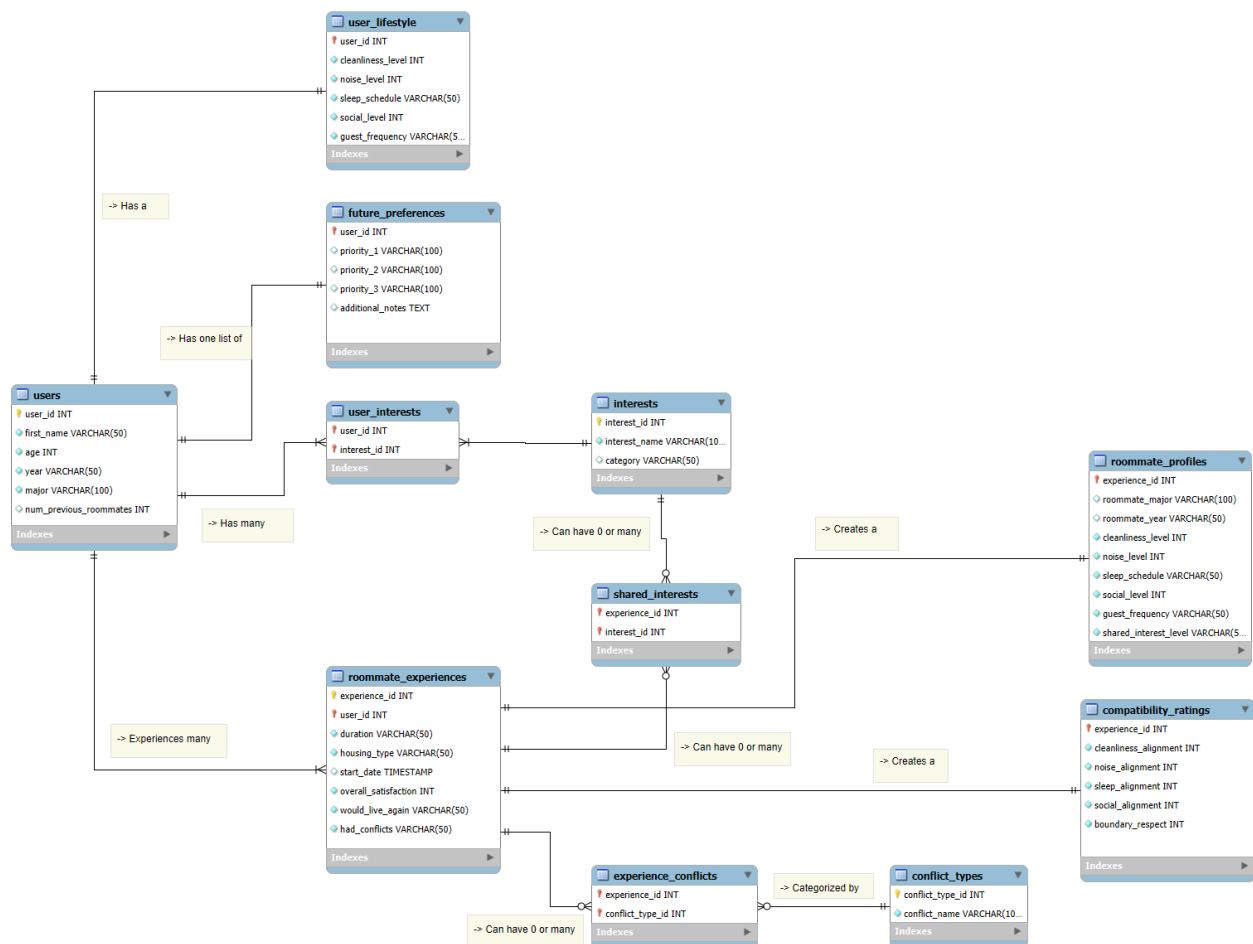 user_lifestyle
user_id INT
cleanliness_level INT
noise_level INT
sleep_schedule VARCHAR(50)
social_level INT
guest_frequency VARCHAR(5...
Indexes
-> Has a
future_preferences
user_id INT
priority_1 VARCHAR(100)
priority_2 VARCHAR(100)
priority_3 VARCHAR(100)
additional_notes TEXT
Indexes
-> Has one list of
users
user_id INT
first_name VARCHAR(50)
age INT
year VARCHAR(50)
major VARCHAR(100)
num_previous_roommates INT
Indexes
user_interests
user_id INT
interest_id INT
Indexes
interests
interest_id INT
interest_name VARCHAR(10...
category VARCHAR(50)
Indexes
-> Has many
-> Can have 0 or many
-> Creates a
roommate_profiles
experience_id INT
roommate_major VARCHAR(100)
roommate_year VARCHAR(50)
cleanliness_level INT
noise_level INT
sleep_schedule VARCHAR(50)
social_level INT
guest_frequency VARCHAR(50)
shared_interest_level VARCHAR(5...
Indexes
shared_interests
experience_id INT
interest_id INT
Indexes
roommate_experiences
experience_id INT
user_id INT
duration VARCHAR(50)
housing_type VARCHAR(50)
start_date TIMESTAMP
overall_satisfaction INT
would_live_again VARCHAR(50)
had_conflicts VARCHAR(50)
Indexes
-> Experiences many
-> Can have 0 or many
-> Creates a
compatibility_ratings
experience_id INT
cleanliness_alignment INT
noise_alignment INT
sleep_alignment INT
social_alignment INT
boundary_respect INT
Indexes
experience_conflicts
experience_id INT
conflict_type_id INT
Indexes
-> Categorized by
conflict_types
conflict_type_id INT
conflict_name VARCHAR(10...
Indexes
-> Can have 0 or many